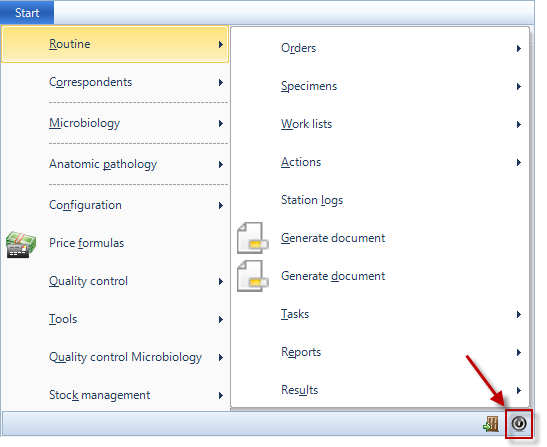 Start
Routine
Correspondents
Microbiology
Anatomic pathology
Configuration
Price formulas
Quality control
Tools
Quality control Microbiology
Stock management
Orders
Specimens
Work lists
Actions
Station logs
Generate document
Generate document
Tasks
Reports
Results